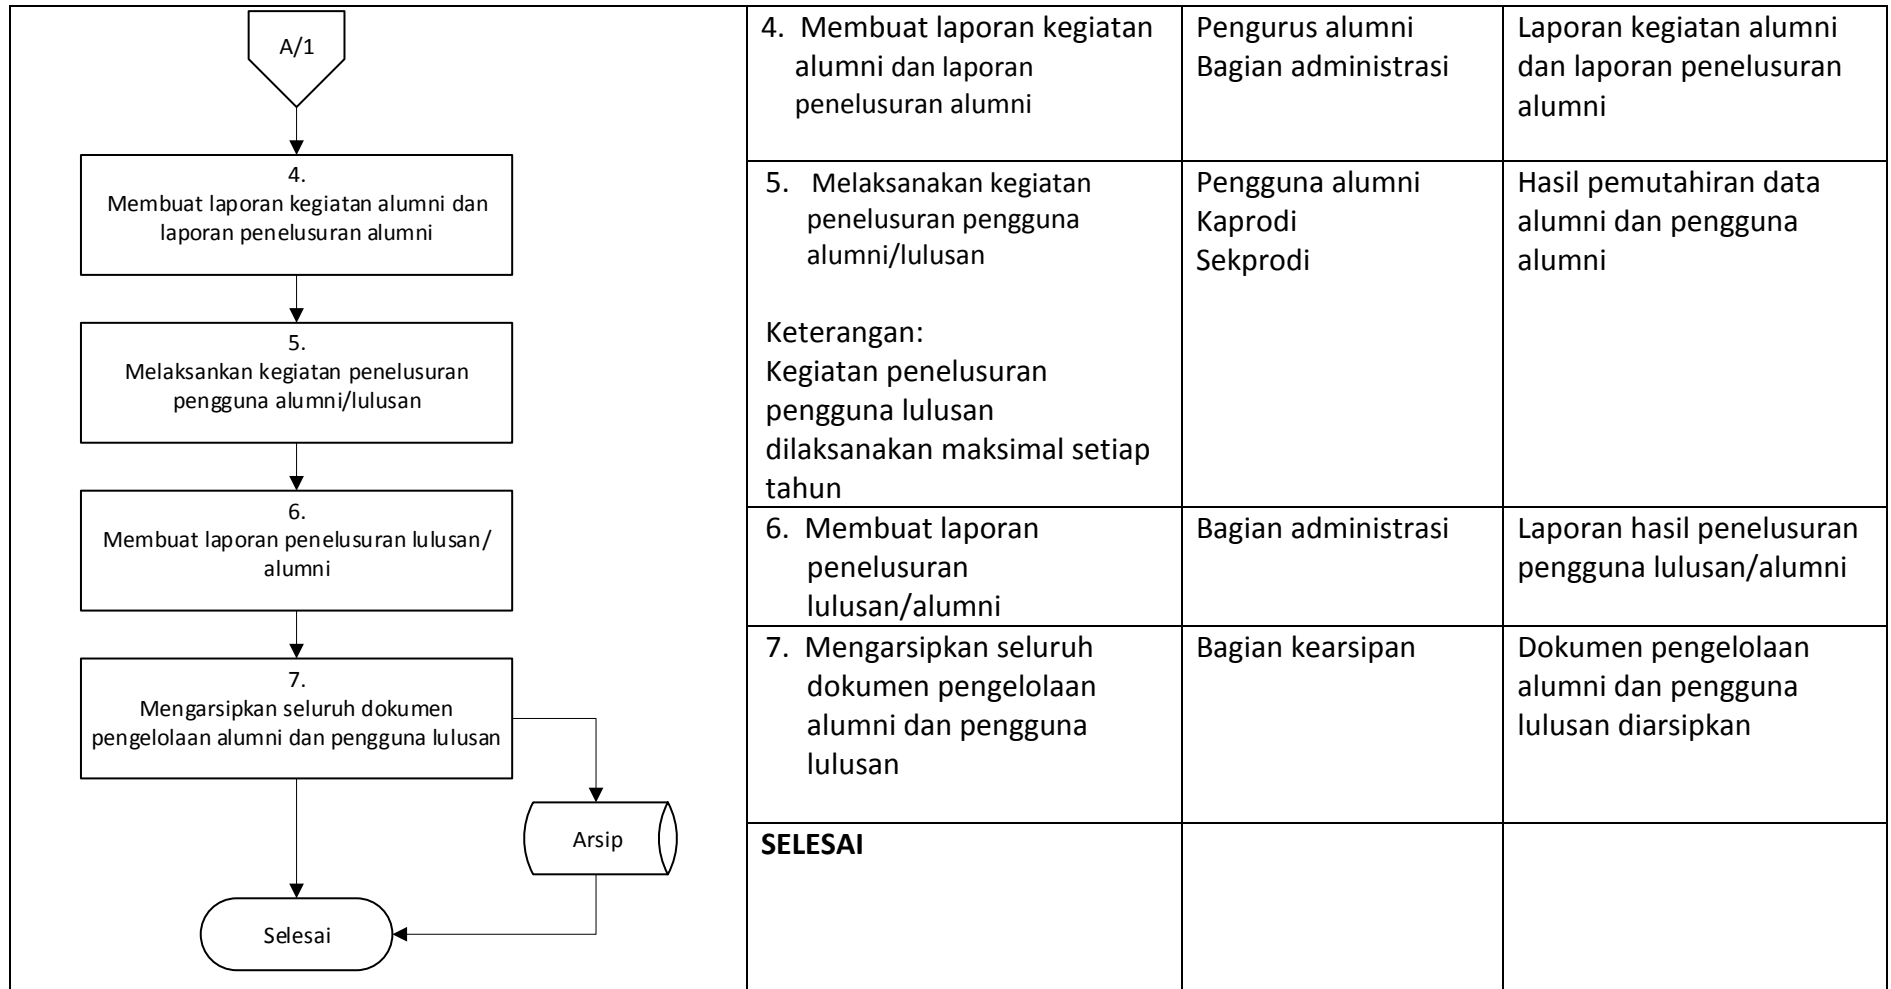 A/1
4.
Membuat laporan kegiatan alumni dan
laporan penelusuran alumni
5.
Melaksankan kegiatan penelusuran
pengguna alumni/lulusan
6.
Membuat laporan penelusuran lulusan/
alumni
7.
Mengarsipkan seluruh dokumen
pengelolaan alumni dan pengguna lulusan
Arsip
Selesai
4. Membuat laporan kegiatan
alumni dan laporan
penelusuran alumni
Pengurus alumni
Bagian administrasi
Laporan kegiatan alumni
dan laporan penelusuran
alumni
5. Melaksanakan kegiatan
penelusuran pengguna
alumni/lulusan
Keterangan:
Kegiatan penelusuran
pengguna lulusan
dilaksanakan maksimal setiap
tahun
Pengguna alumni
Kaprodi
Sekprodi
Hasil pemutahiran data
alumni dan pengguna
alumni
6. Membuat laporan
penelusuran
lulusan/alumni
Bagian administrasi
Laporan hasil penelusuran
pengguna lulusan/alumni
7. Mengarsipkan seluruh
dokumen pengelolaan
alumni dan pengguna
lulusan
Bagian kearsipan
Dokumen pengelolaan
alumni dan pengguna
lulusan diarsipkan
SELESAI